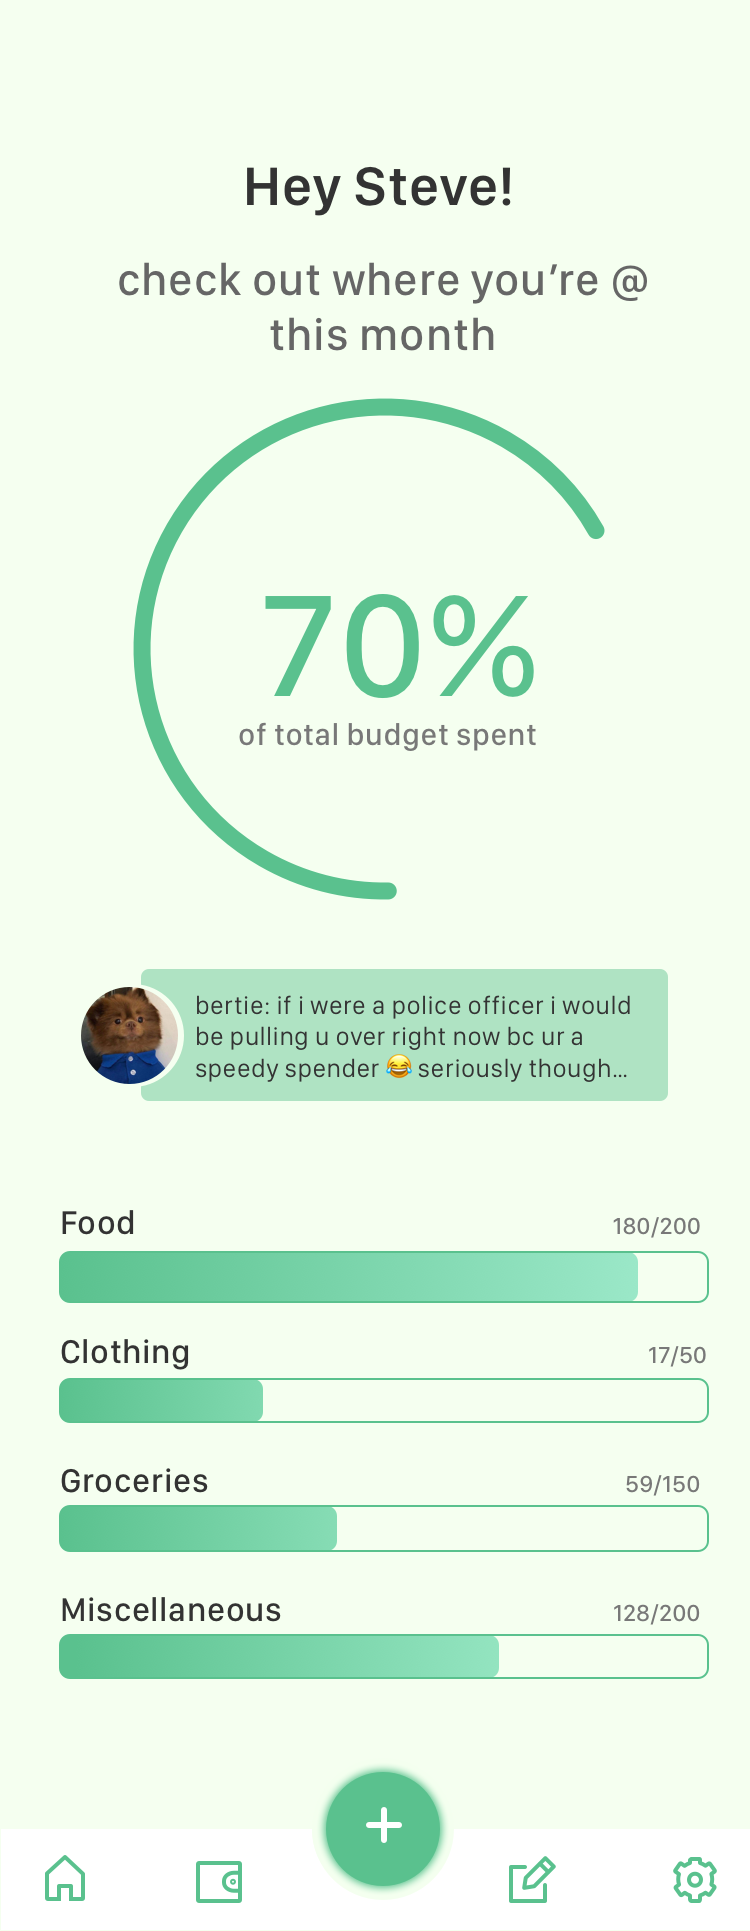 Hey Steve!
check out where you’re @
this month
70%
of total budget spent
bertie: if i were a police officer i would
be pulling u over right now bc ur a
speedy spender 😂 seriously though...
Food
180/200
Clothing
17/50
Groceries
59/150
Miscellaneous
128/200